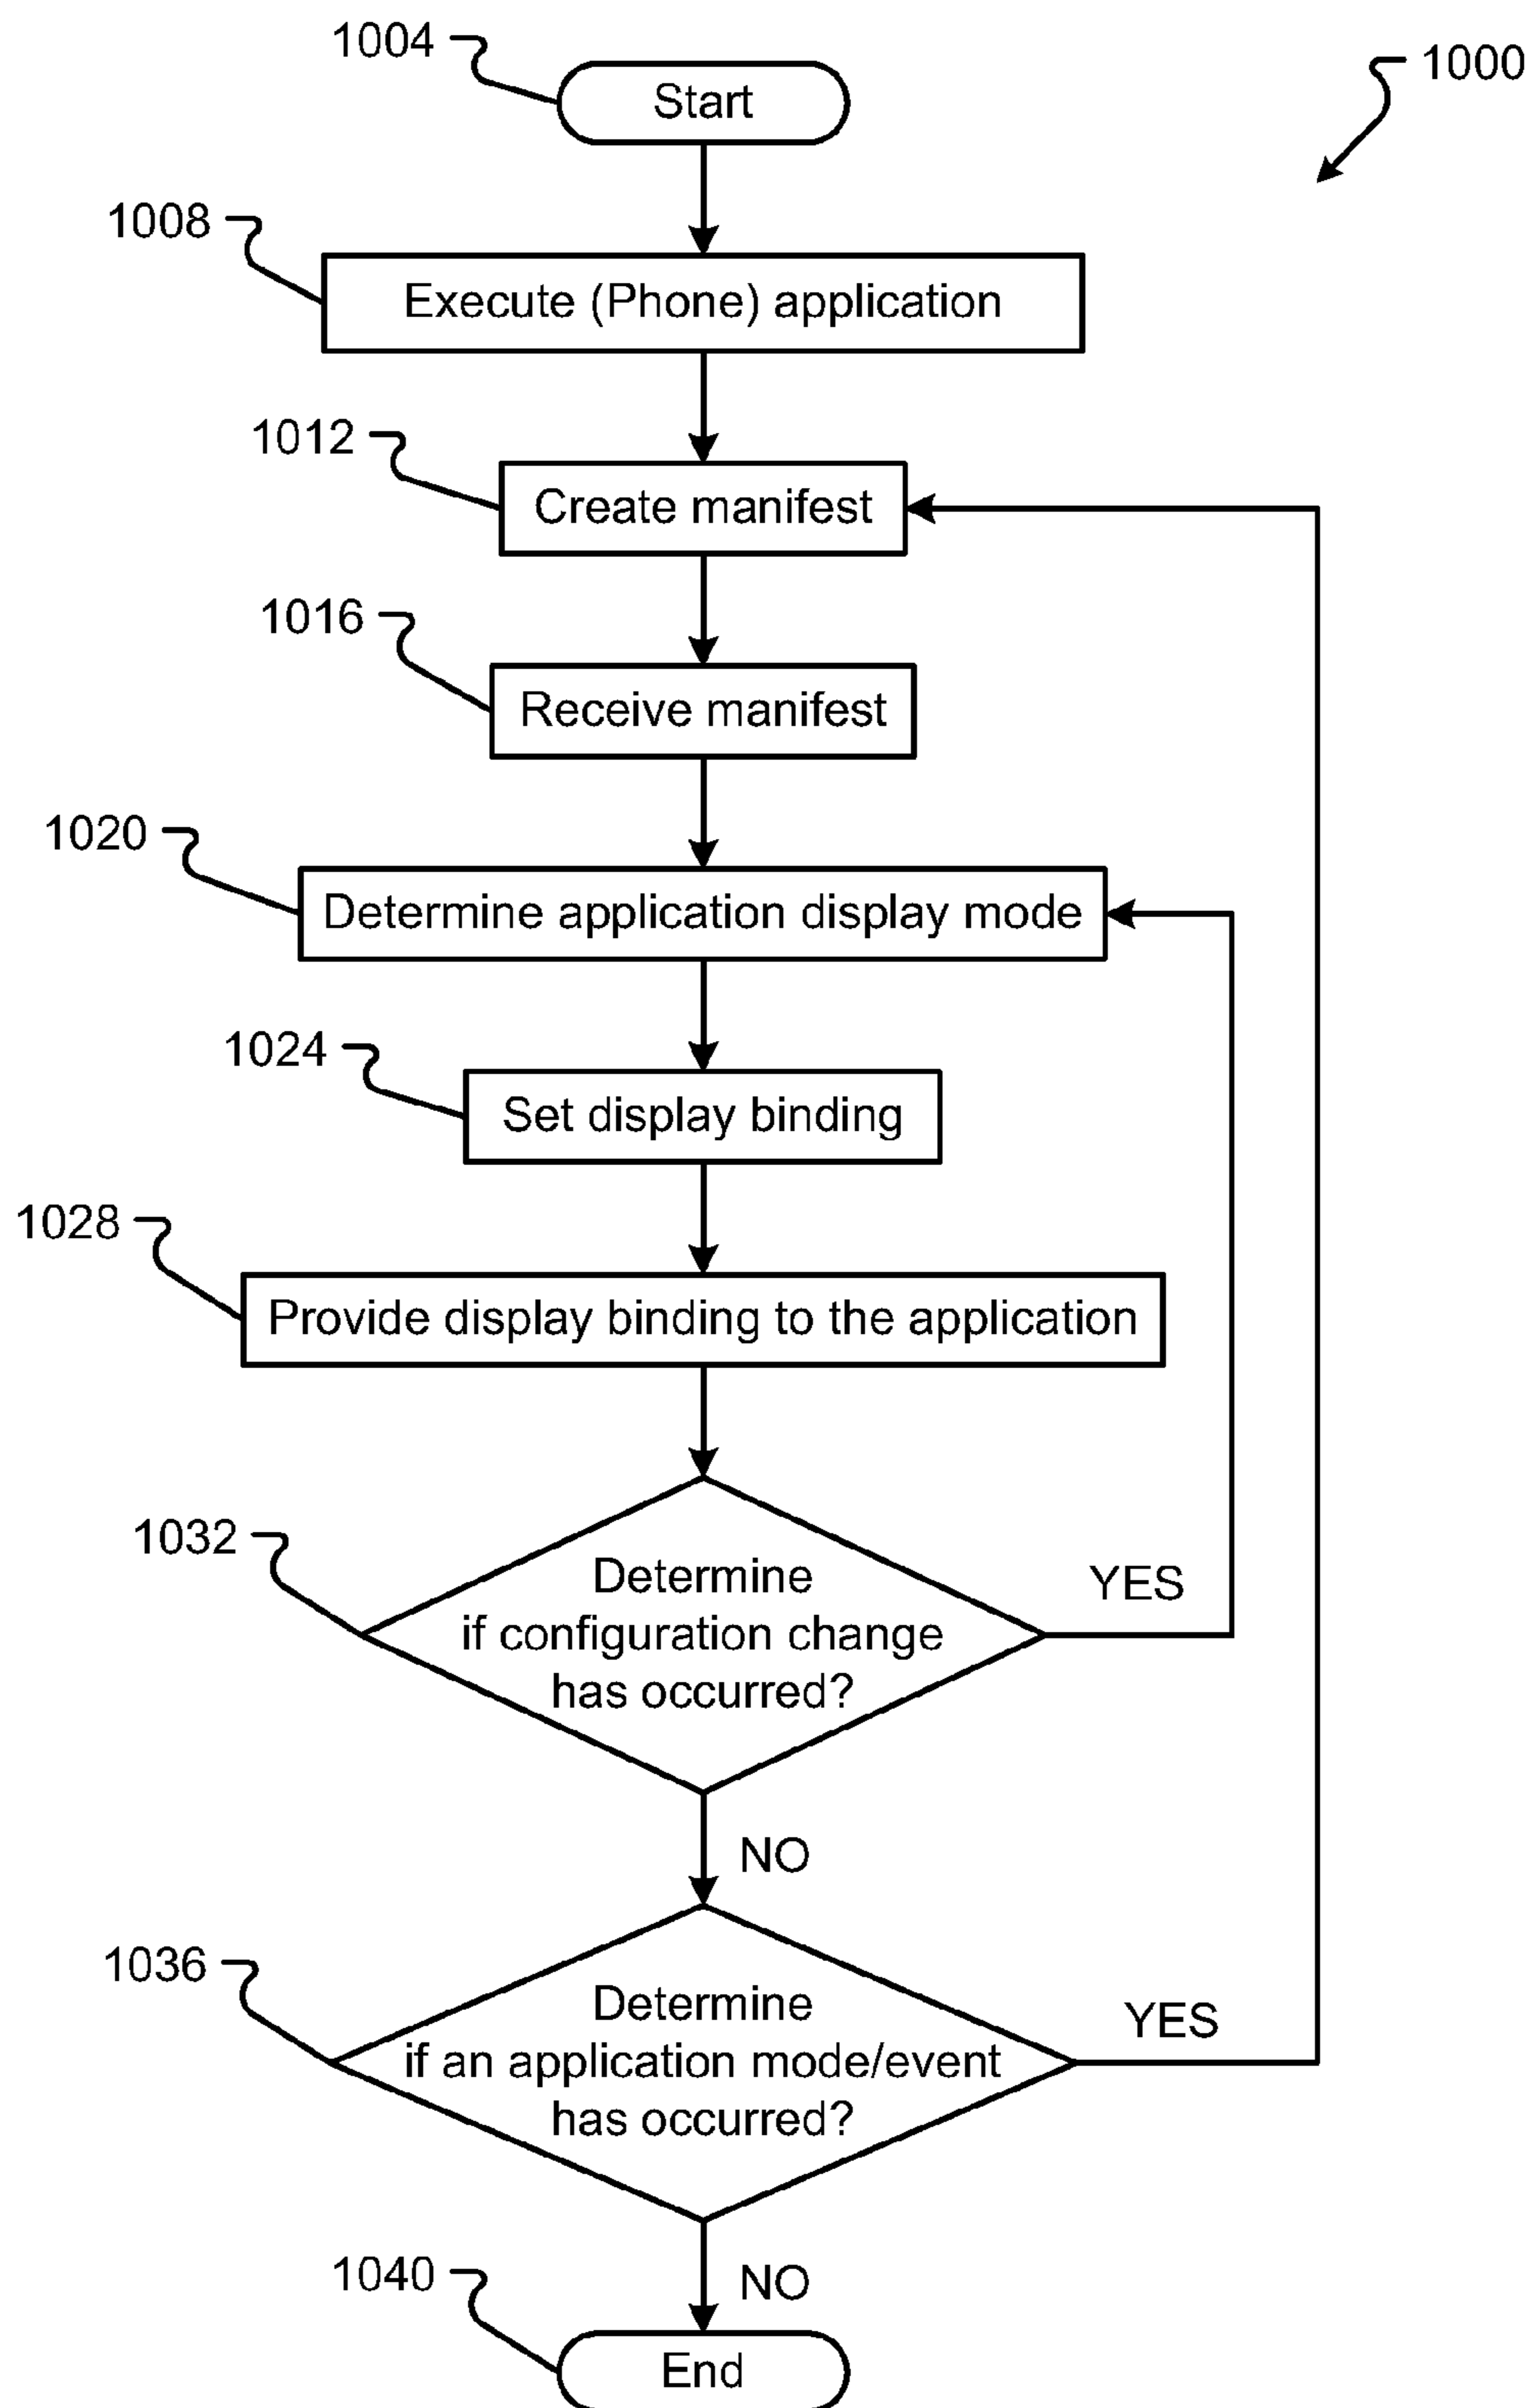 1004
Start
1000
1008
Execute (Phone) application
1012
Create manifest
1016
Receive manifest
1020
Determine application display mode
1024
Set display binding
1028
Provide display binding to the application
1032
Determine
if configuration change
has occurred?
YES
NO
1036
Determine
if an application mode/event
has occurred?
YES
1040
NO
End